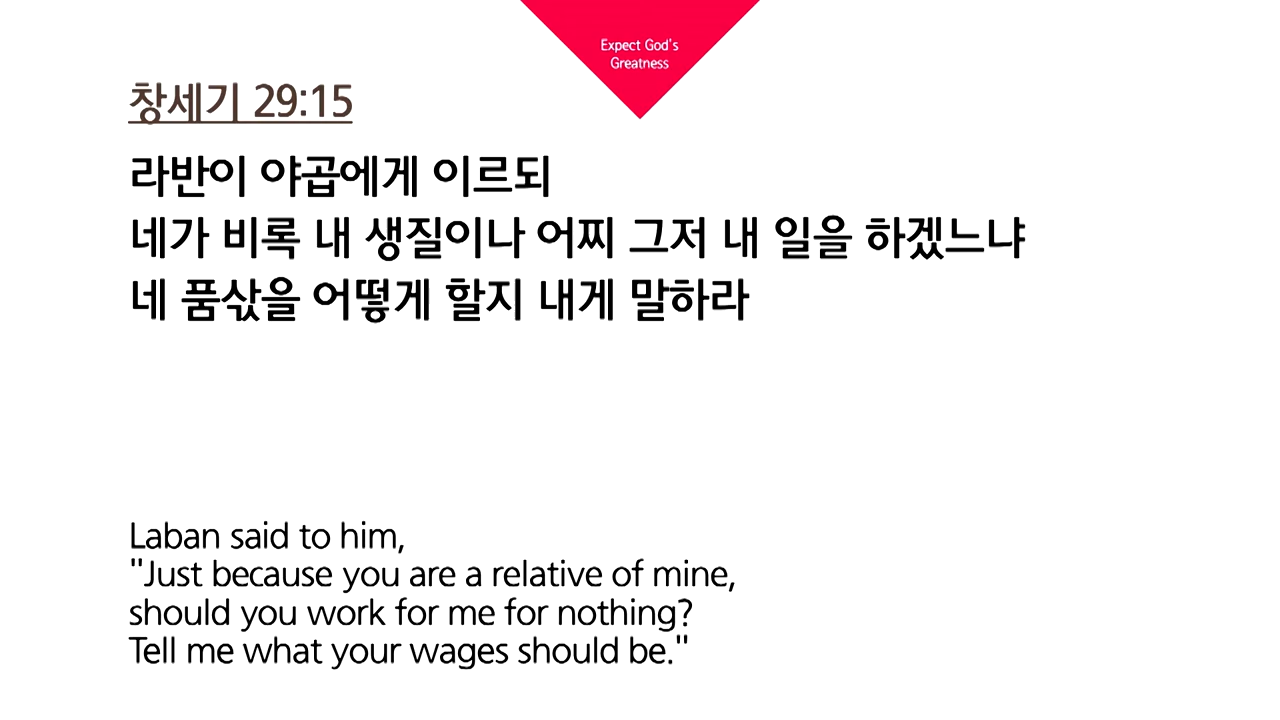 Expect God's
Greatness
창세기 29:15
라반이 야곱에게 이르되
네가 비록 내 생질이나 어찌 그저 내 일을 하겠느냐
네 품삯을 어떻게 할지 내게 말하라
Laban said to him,
"Just because you are a relative of mine,
should you work for me for nothing?
Tell me what your wages should be."